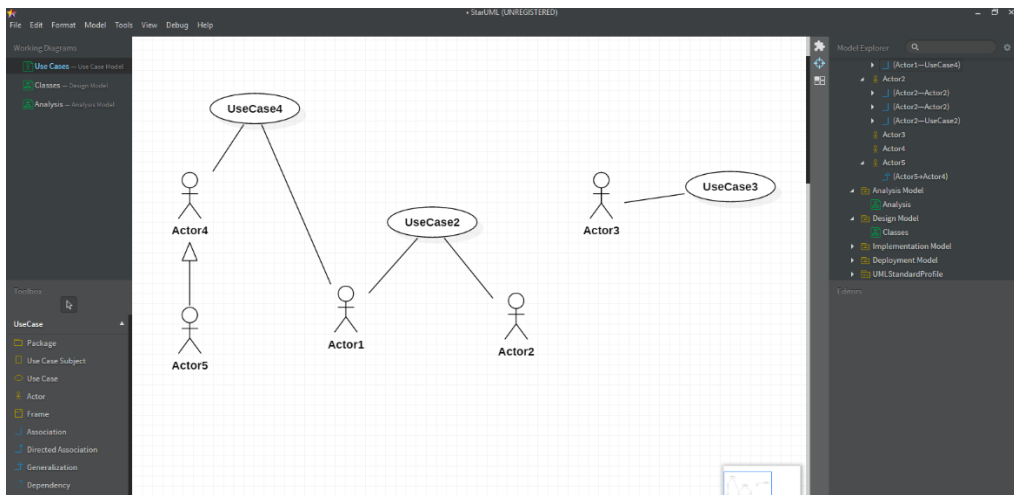 • StarUML (UNREGISTERED)
File Edit Format Model Tools View Debug Help
Working Diagrams
Use Cases — Use Case Model
Classes — Design Model
Analysis — Analysis Model
Toolbox
UseCase
Package
Use Case Subject
Use Case
Actor
Frame
Association
Directed Association
Generalization
Dependency
UseCase4
Actor4
Actor5
UseCase2
Actor1
Actor2
Actor3
UseCase3
Model Explorer
(Actor1—UseCase4)
Actor2
(Actor2—Actor2)
(Actor2—Actor2)
(Actor2—UseCase2)
Actor3
Actor4
Actor5
(Actor5→Actor4)
Analysis Model
Analysis
Design Model
Classes
Implementation Model
Deployment Model
UMLStandardProfile
Editors